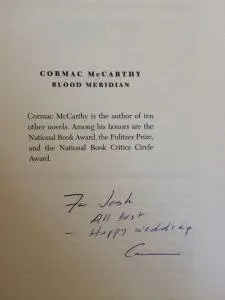 CORMAC McCARTHY
BLOOD MERIDIAN
Cormac McCarthy is the author of ten
other novels. Among his honors are the
National Book Award, the Pulitzer Prize,
and the National Book Critics Circle
Award.
For Josh
All best
– Happy wedding